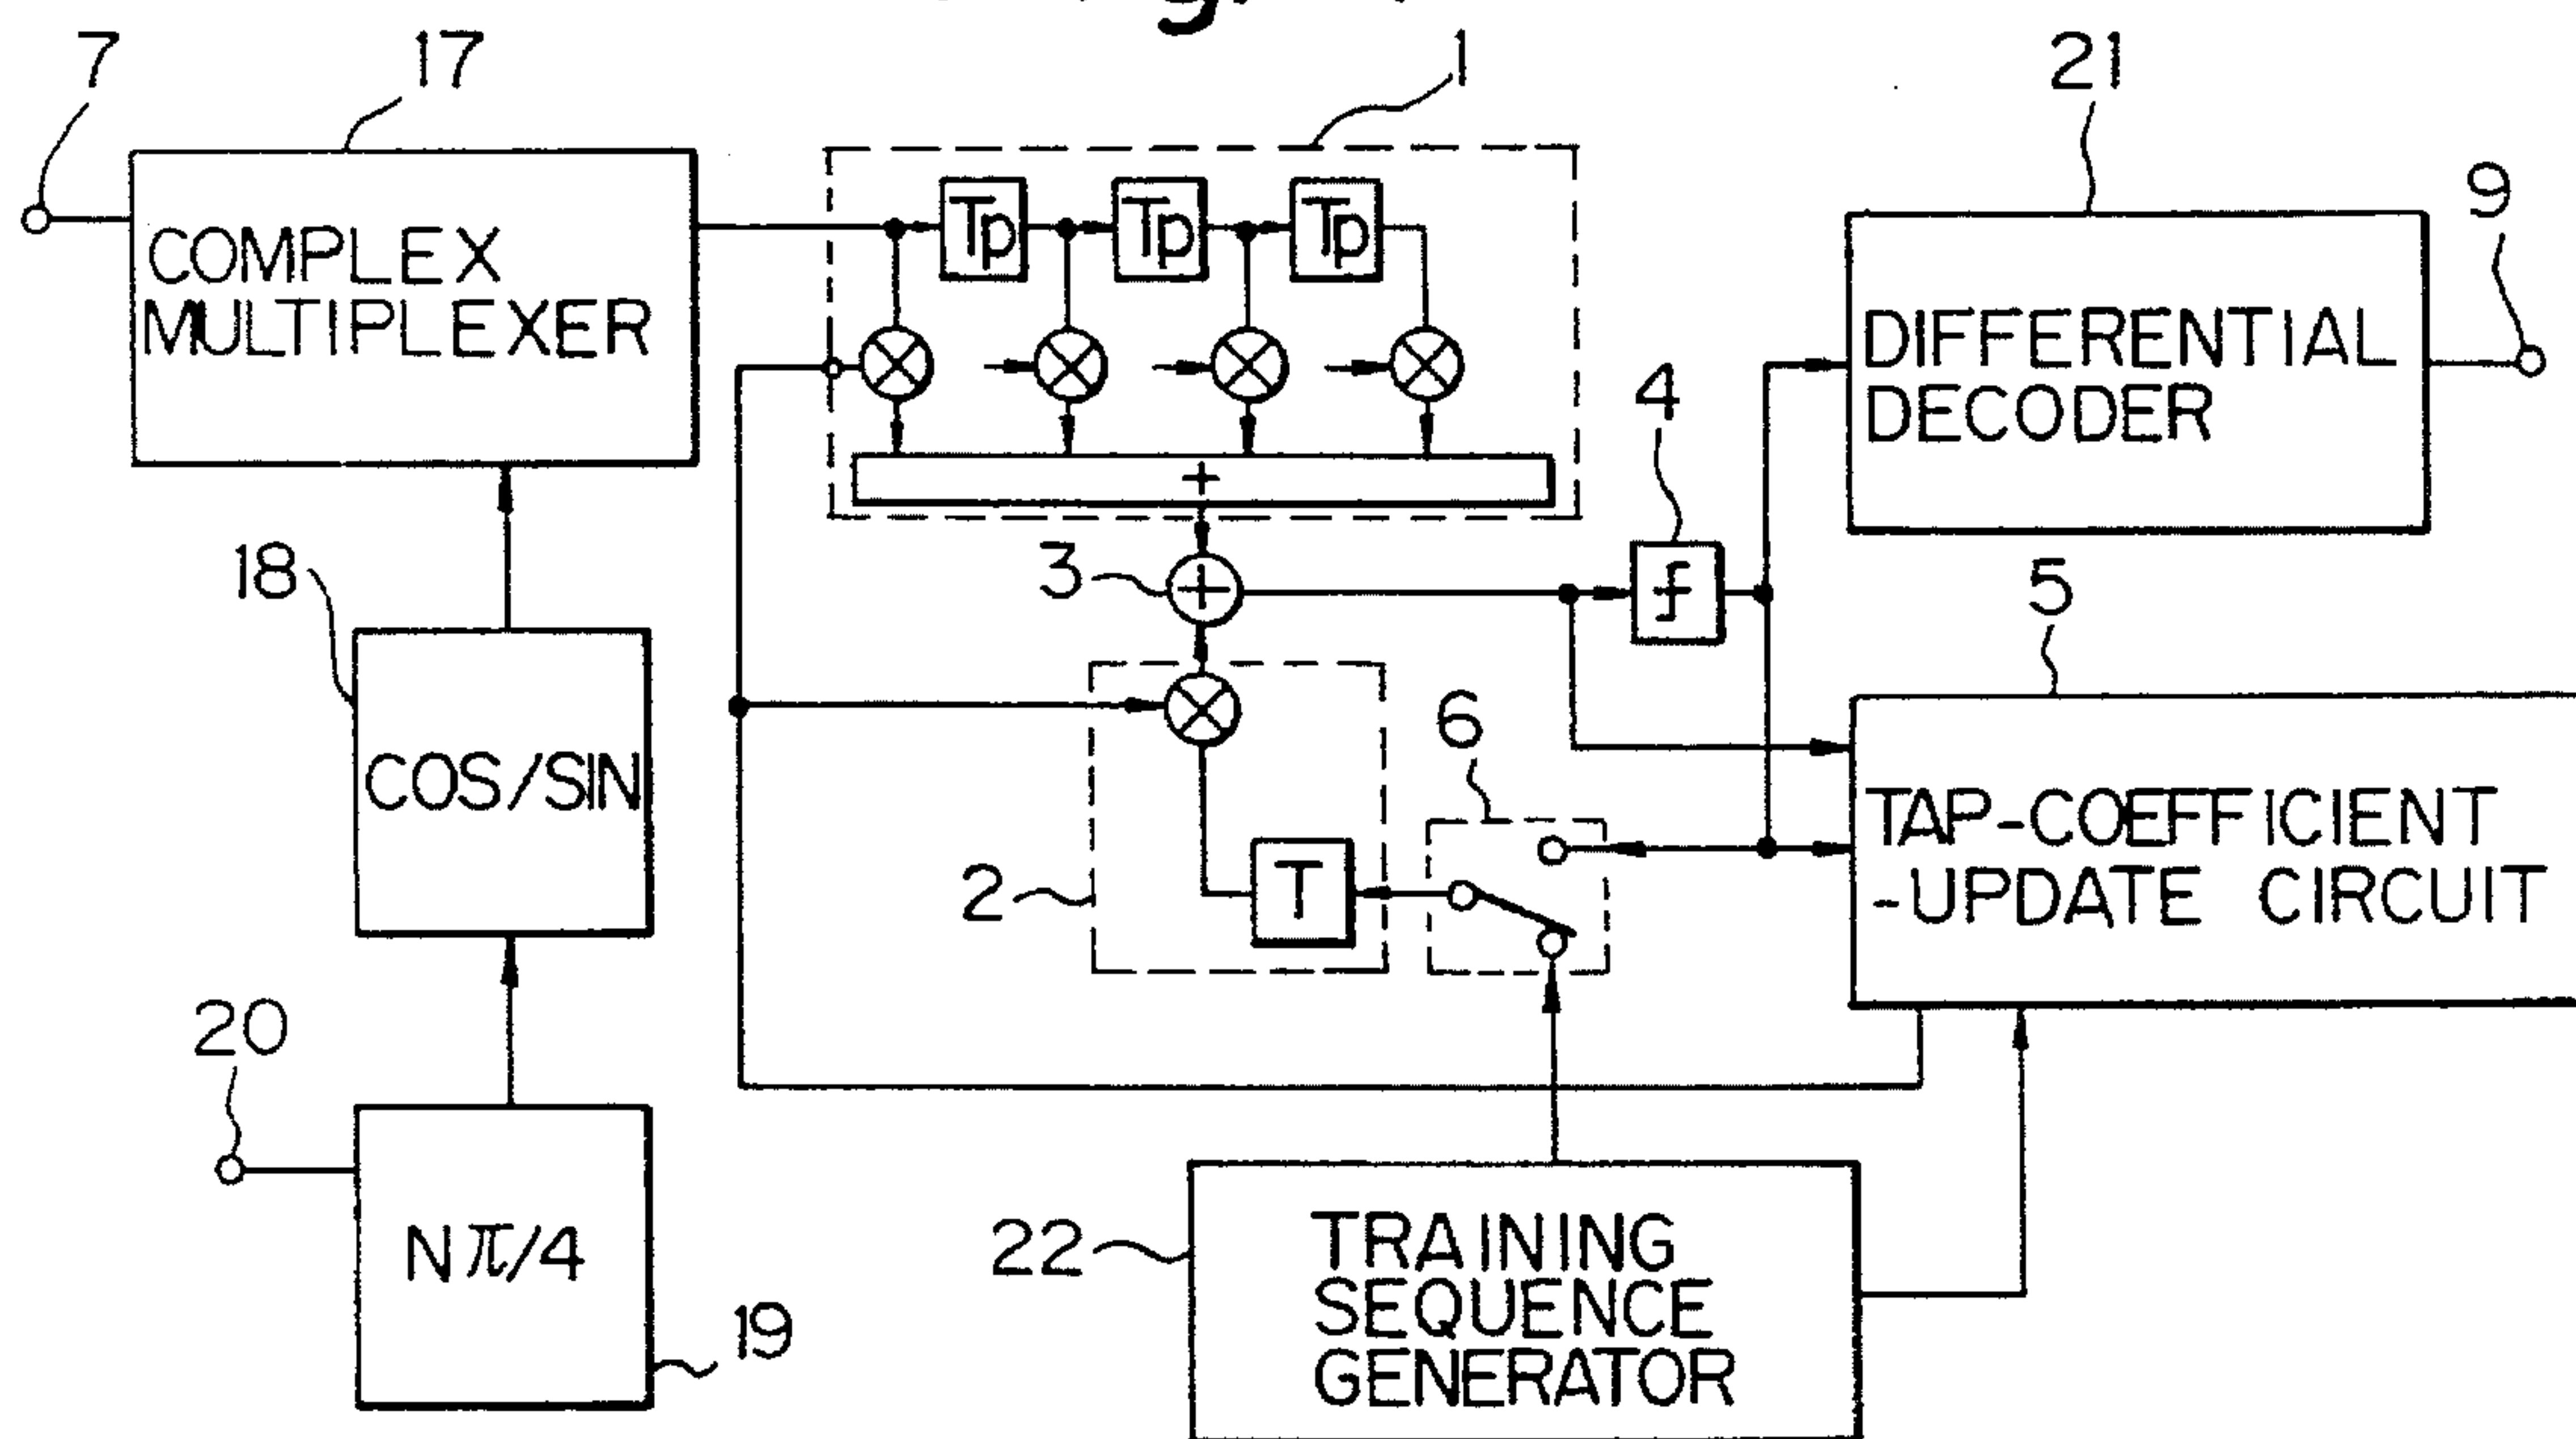 7
17
1
21
9
COMPLEX
MULTIPLEXER
Tp
Tp
Tp
DIFFERENTIAL
DECODER
+
4
3
+
18
COS/SIN
5
6
2
T
TAP-COEFFICIENT
-UPDATE CIRCUIT
20
Nπ/4
19
22
TRAINING
SEQUENCE
GENERATOR